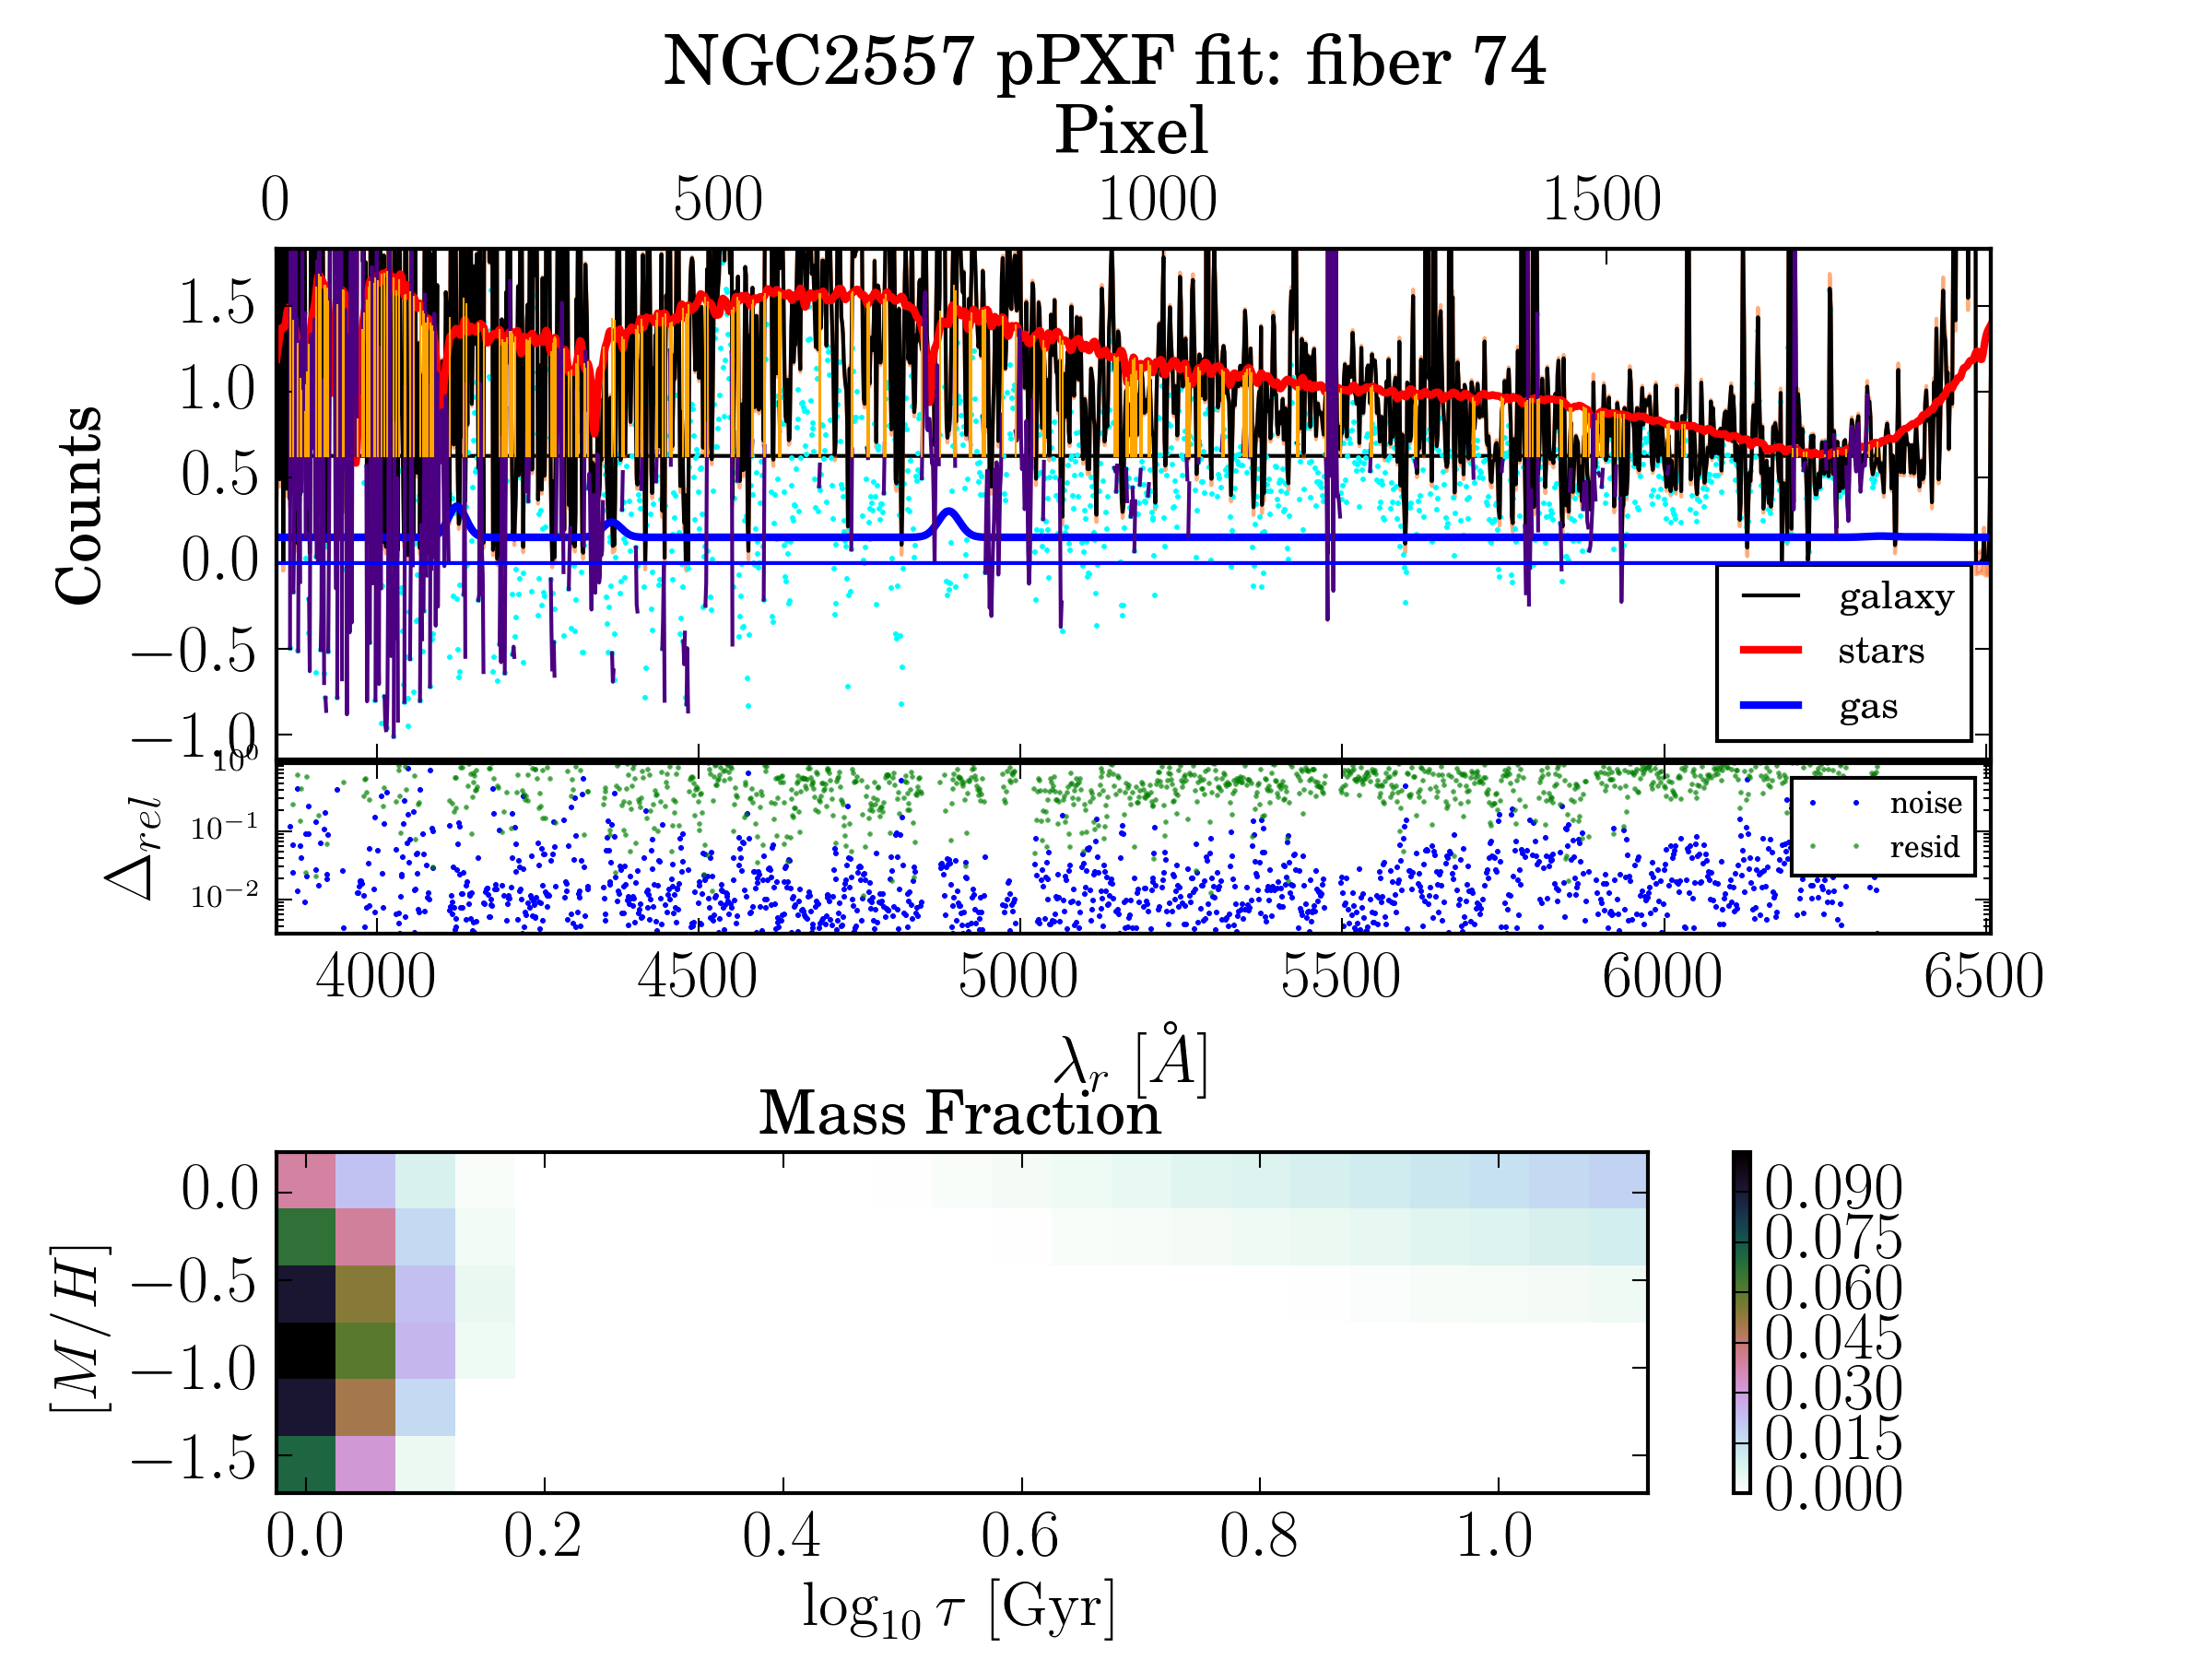 NGC2557 pPXF fit: fiber 74
Pixel
0 500 1000 1500
Counts
1.5
1.0
0.5
0.0
−0.5
−1.0
galaxy
stars
gas
Δrel
10⁰
10⁻¹
10⁻²
noise
resid
4000 4500 5000 5500 6000 6500
λr [Å]
Mass Fraction
[M/H]
0.0
−0.5
−1.0
−1.5
0.0 0.2 0.4 0.6 0.8 1.0
log₁₀ τ [Gyr]
0.090
0.075
0.060
0.045
0.030
0.015
0.000